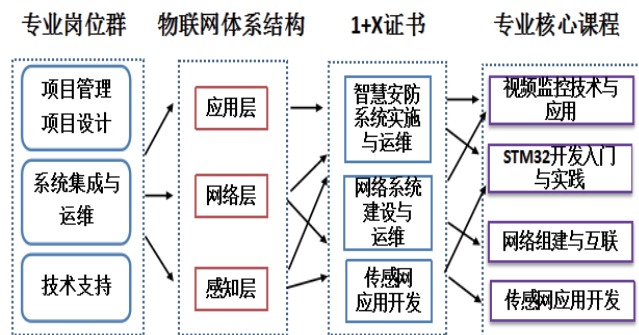 专业岗位群
物联网体系结构
1+X证书
专业核心课程
项目管理
项目设计
系统集成与
运维
技术支持
应用层
网络层
感知层
智慧安防
系统实施
与运维
网络系统
建设与
运维
传感网
应用开发
视频监控技术与
应用
STM32开发入门
与实践
网络组建与互联
传感网应用开发